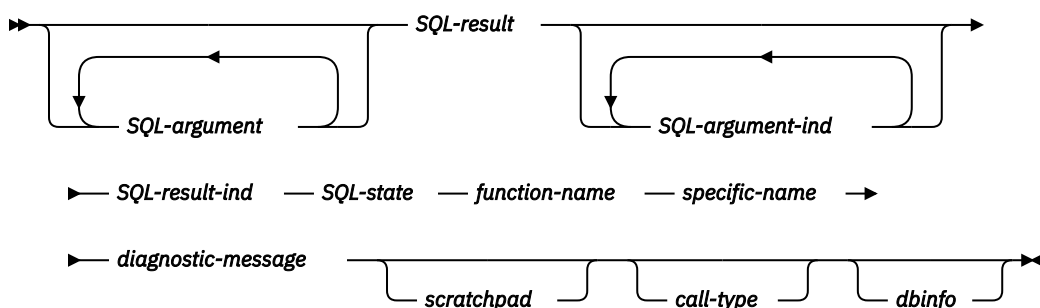 SQL-result
SQL-argument SQL-argument-ind
SQL-result-ind SQL-state function-name specific-name
diagnostic-message
scratchpad call-type dbinfo